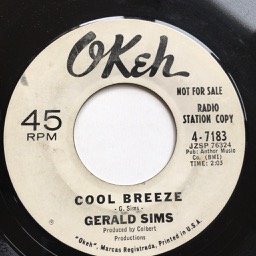 OKeh
NOT FOR SALE
45
RPM
RADIO
STATION COPY
4-7183
JZSP 76324
Pub: Anthor Music
Co. (BMI)
TIME: 2:03
COOL BREEZE
- G. Sims -
GERALD SIMS
Produced by Colbert
Productions
"Okeh", Marcas Registrada, Printed in U.S.A.